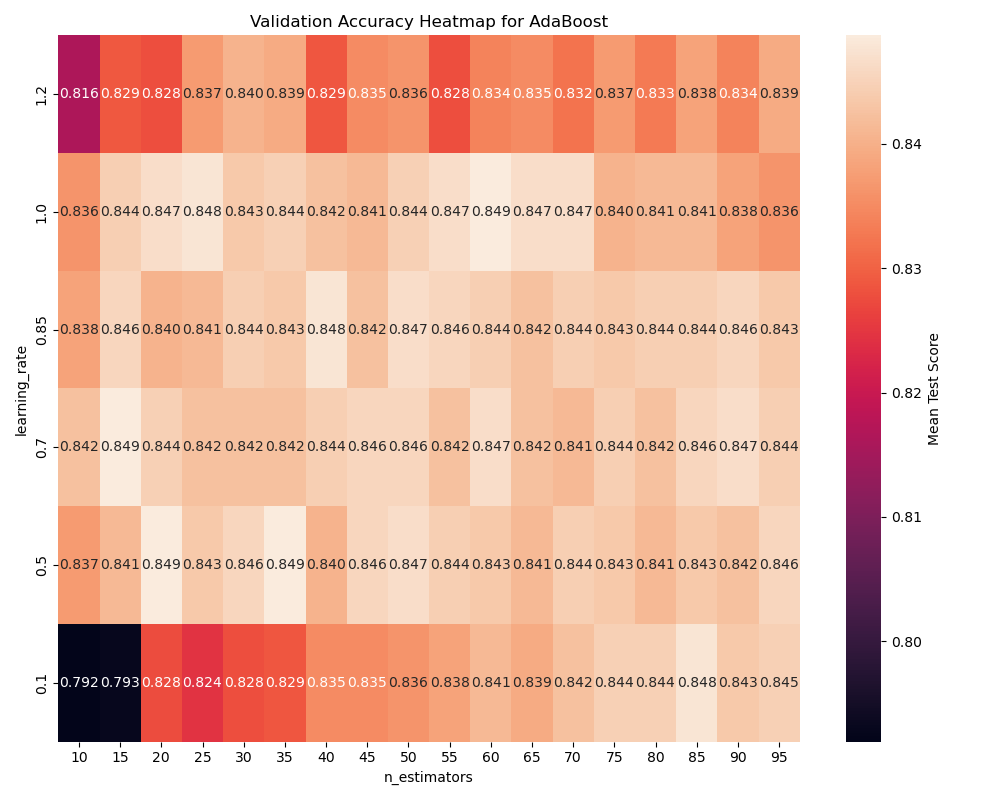 Validation Accuracy Heatmap for AdaBoost
learning_rate
1.2 0.816 0.829 0.828 0.837 0.840 0.839 0.829 0.835 0.836 0.828 0.834 0.835 0.832 0.837 0.833 0.838 0.834 0.839
1.0 0.836 0.844 0.847 0.848 0.843 0.844 0.842 0.841 0.844 0.847 0.849 0.847 0.847 0.840 0.841 0.841 0.838 0.836
0.85 0.838 0.846 0.840 0.841 0.844 0.843 0.848 0.842 0.847 0.846 0.844 0.842 0.844 0.843 0.844 0.844 0.846 0.843
0.7 0.842 0.849 0.844 0.842 0.842 0.842 0.844 0.846 0.846 0.842 0.847 0.842 0.841 0.844 0.842 0.846 0.847 0.844
0.5 0.837 0.841 0.849 0.843 0.846 0.849 0.840 0.846 0.847 0.844 0.843 0.841 0.844 0.843 0.841 0.843 0.842 0.846
0.1 0.792 0.793 0.828 0.824 0.828 0.829 0.835 0.835 0.836 0.838 0.841 0.839 0.842 0.844 0.844 0.848 0.843 0.845
10 15 20 25 30 35 40 45 50 55 60 65 70 75 80 85 90 95
n_estimators
0.84
0.83
0.82
0.81
0.80
Mean Test Score